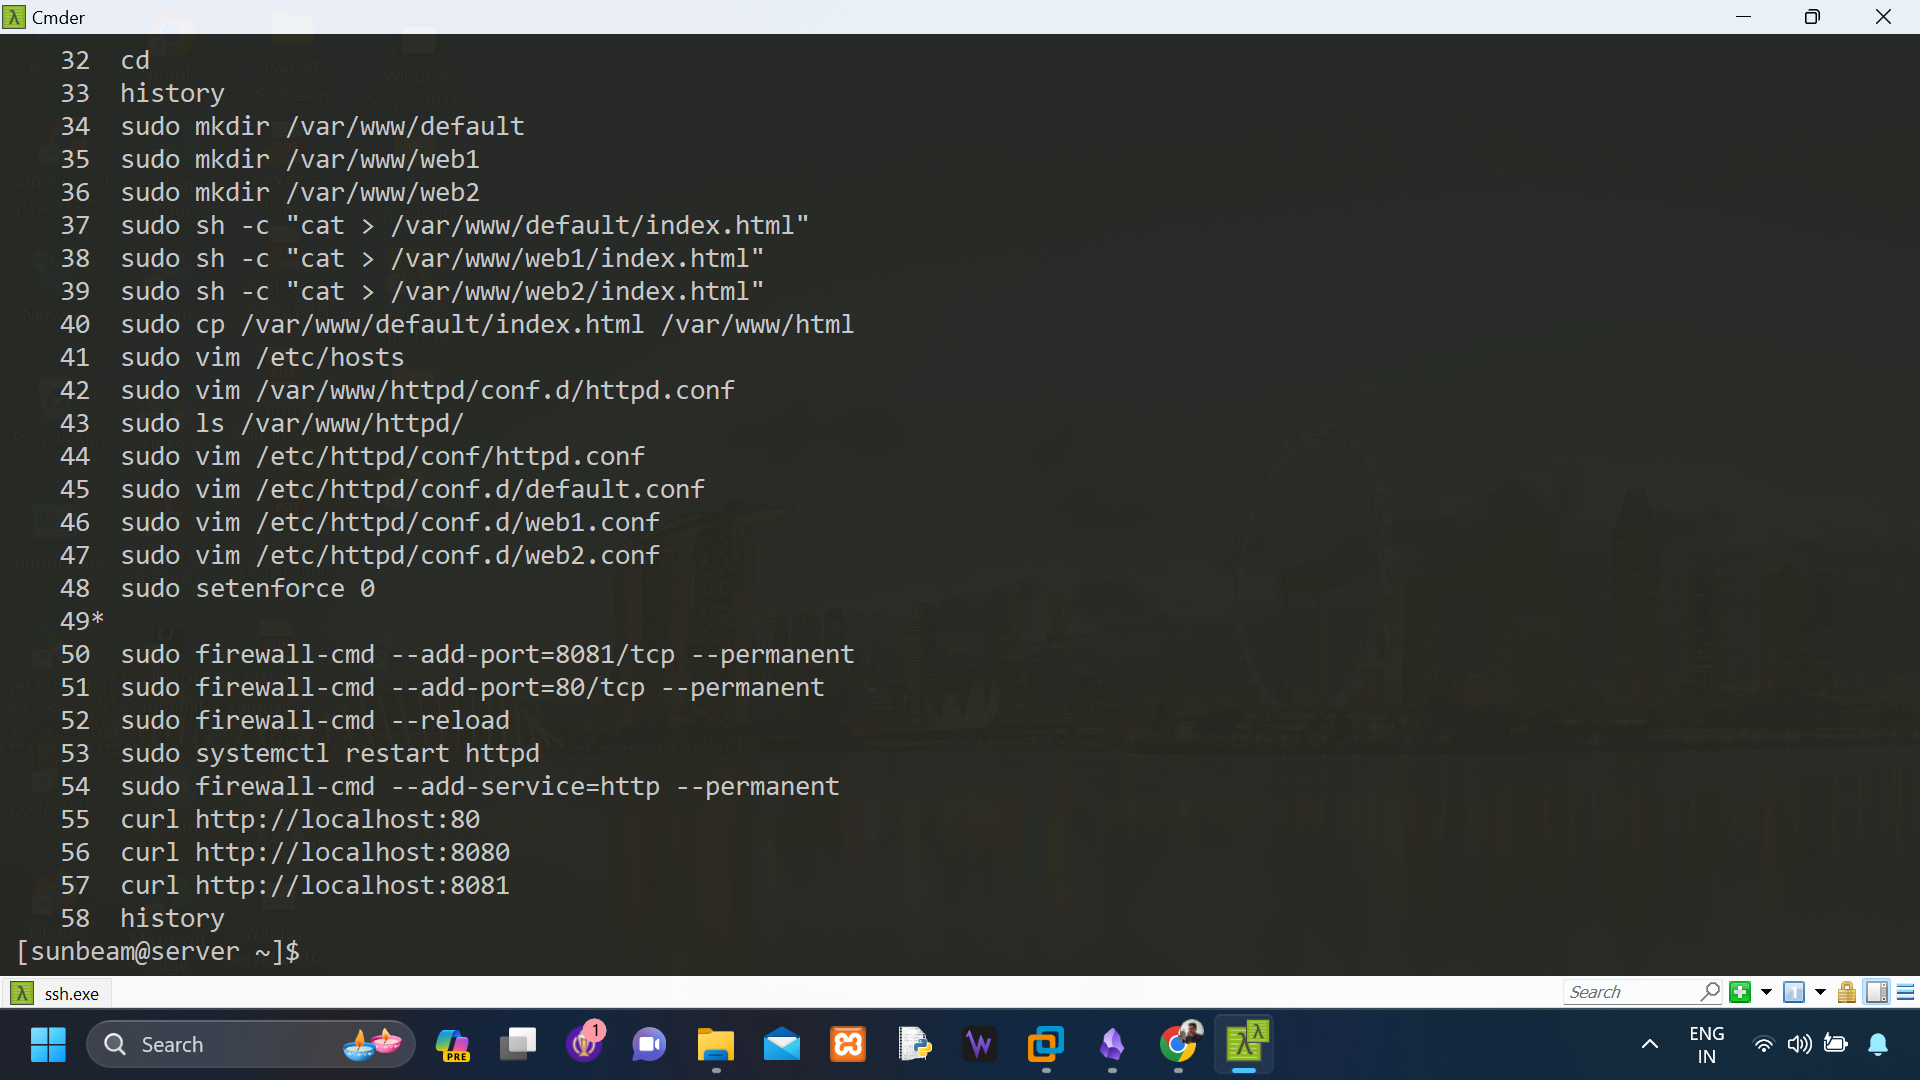 Cmder
32 cd
33 history
34 sudo mkdir /var/www/default
35 sudo mkdir /var/www/web1
36 sudo mkdir /var/www/web2
37 sudo sh -c "cat > /var/www/default/index.html"
38 sudo sh -c "cat > /var/www/web1/index.html"
39 sudo sh -c "cat > /var/www/web2/index.html"
40 sudo cp /var/www/default/index.html /var/www/html
41 sudo vim /etc/hosts
42 sudo vim /var/www/httpd/conf.d/httpd.conf
43 sudo ls /var/www/httpd/
44 sudo vim /etc/httpd/conf/httpd.conf
45 sudo vim /etc/httpd/conf.d/default.conf
46 sudo vim /etc/httpd/conf.d/web1.conf
47 sudo vim /etc/httpd/conf.d/web2.conf
48 sudo setenforce 0
49*
50 sudo firewall-cmd --add-port=8081/tcp --permanent
51 sudo firewall-cmd --add-port=80/tcp --permanent
52 sudo firewall-cmd --reload
53 sudo systemctl restart httpd
54 sudo firewall-cmd --add-service=http --permanent
55 curl http://localhost:80
56 curl http://localhost:8080
57 curl http://localhost:8081
58 history
[sunbeam@server ~]$
ssh.exe
Search
Search
PRE
1
ENG
IN